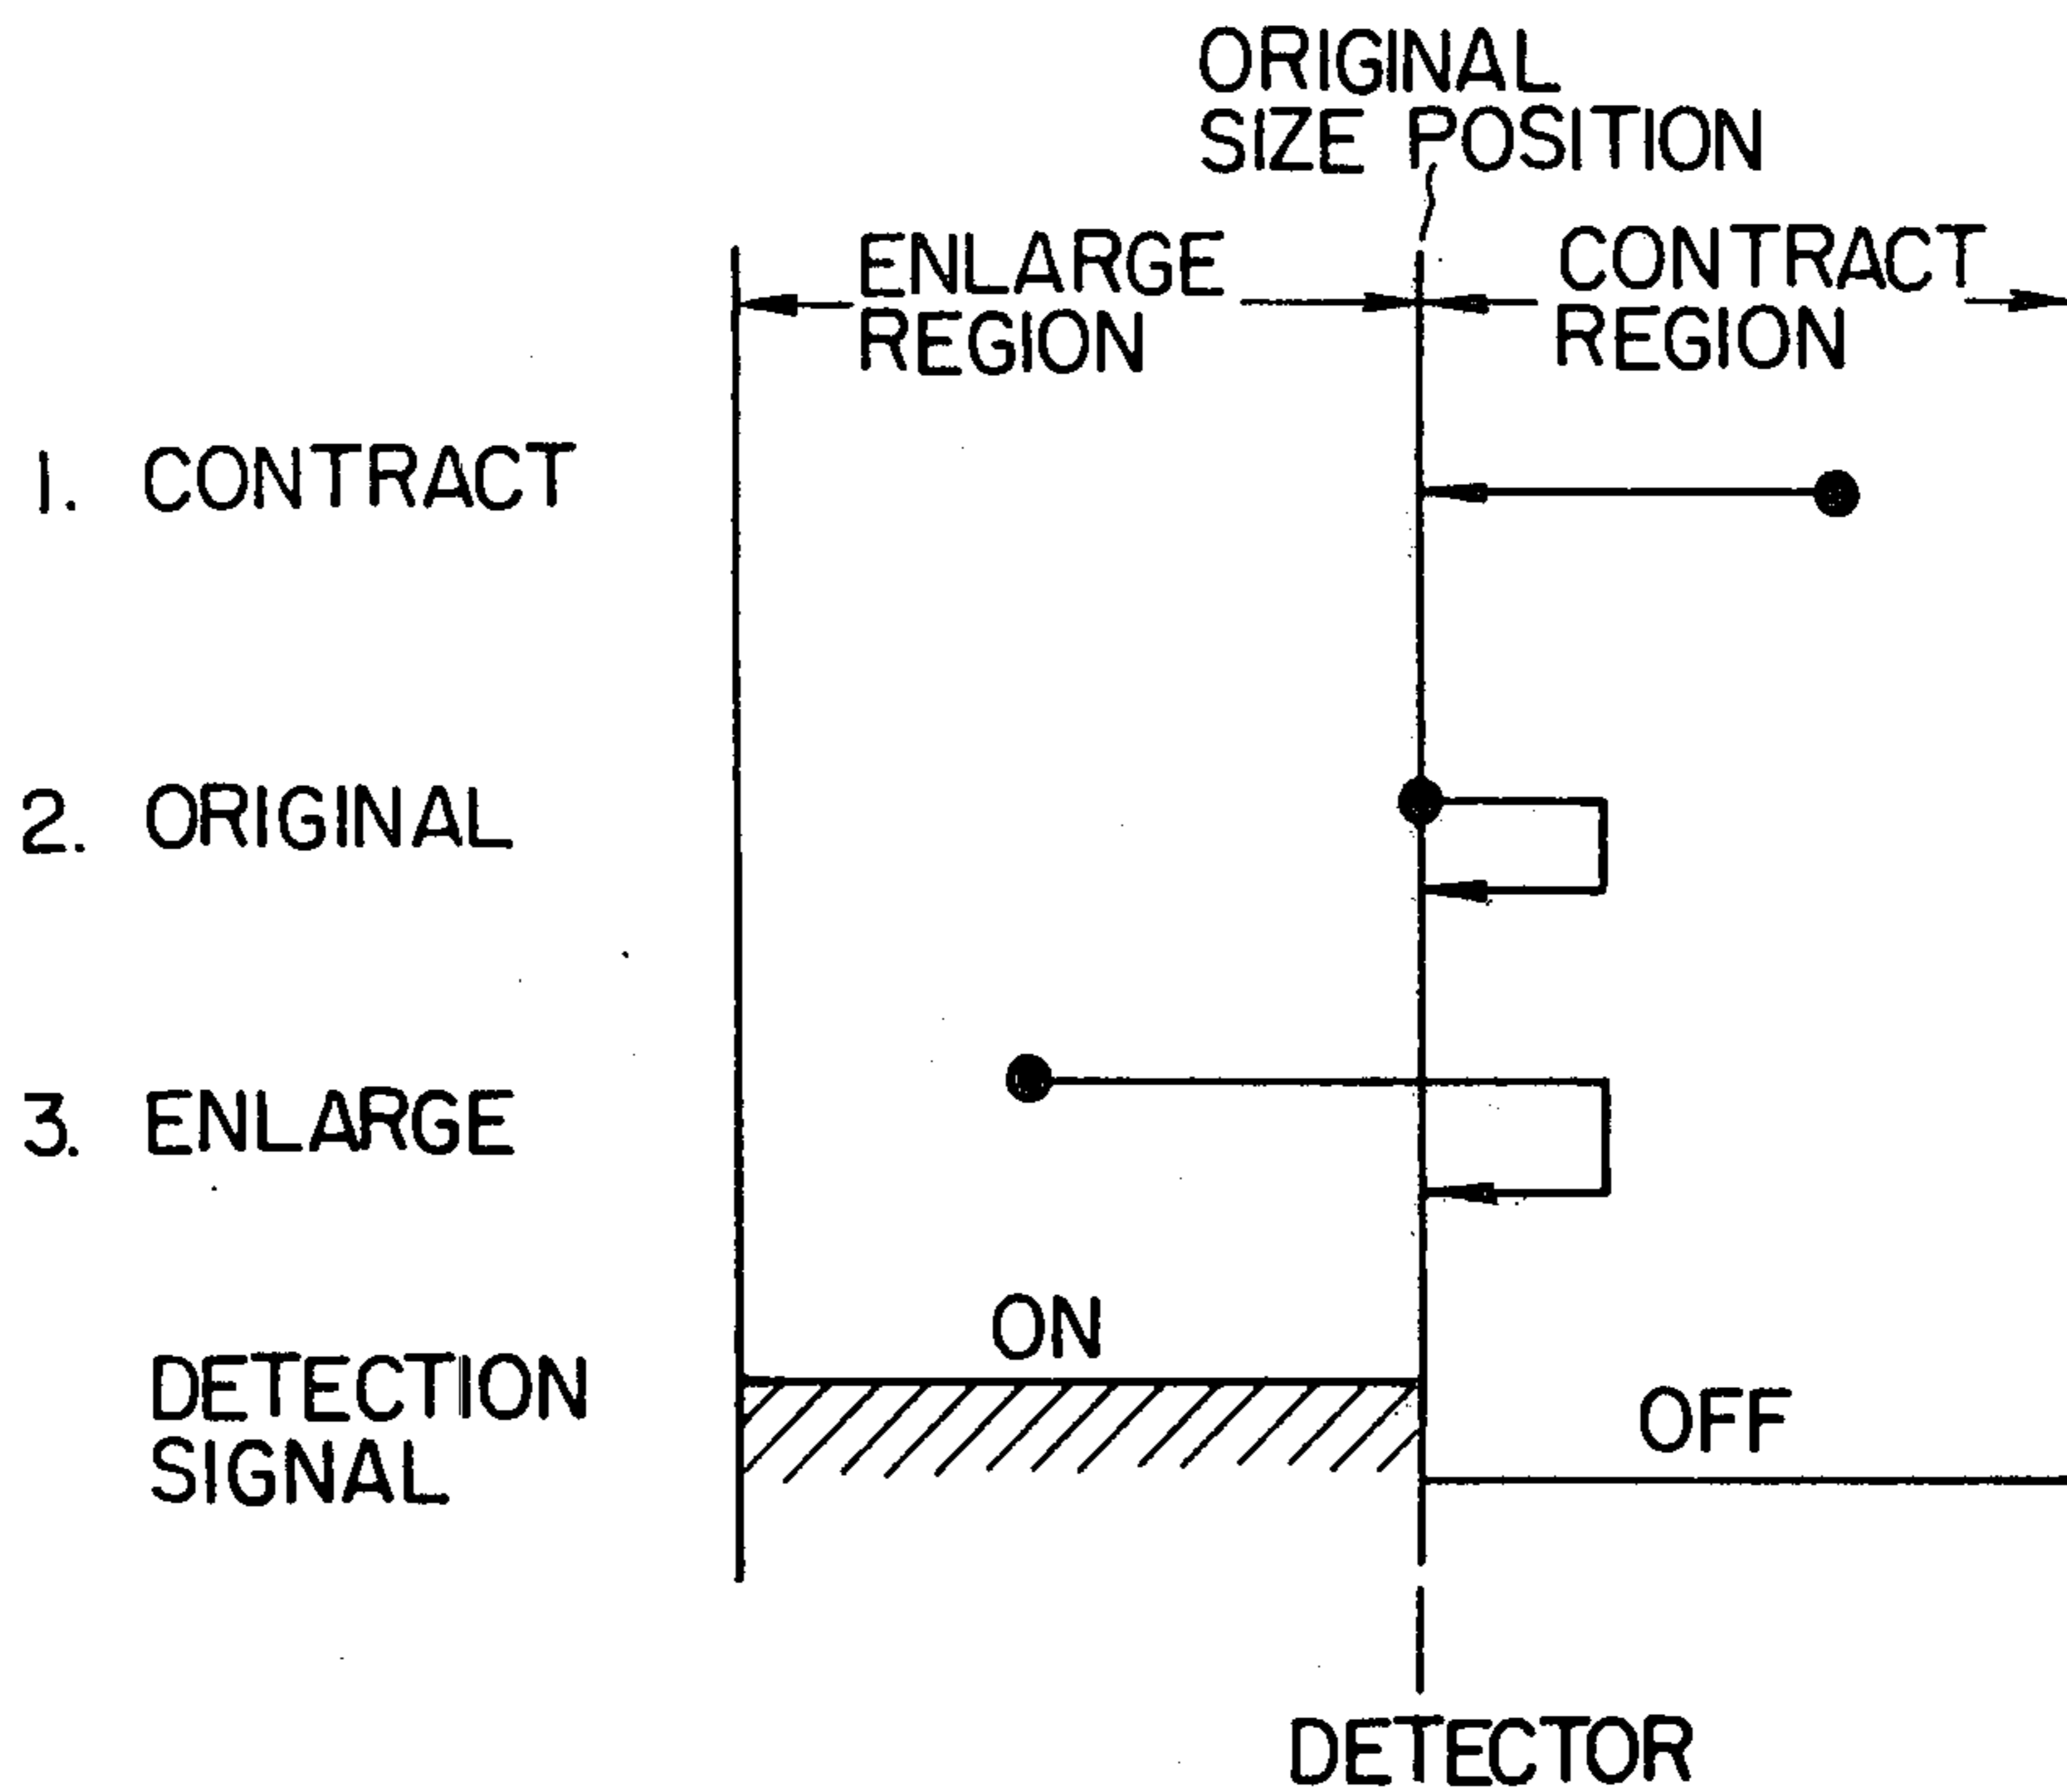 ORIGINAL
SIZE POSITION
ENLARGE
REGION
CONTRACT
REGION
1. CONTRACT
2. ORIGINAL
3. ENLARGE
ON
DETECTION
SIGNAL
OFF
DETECTOR